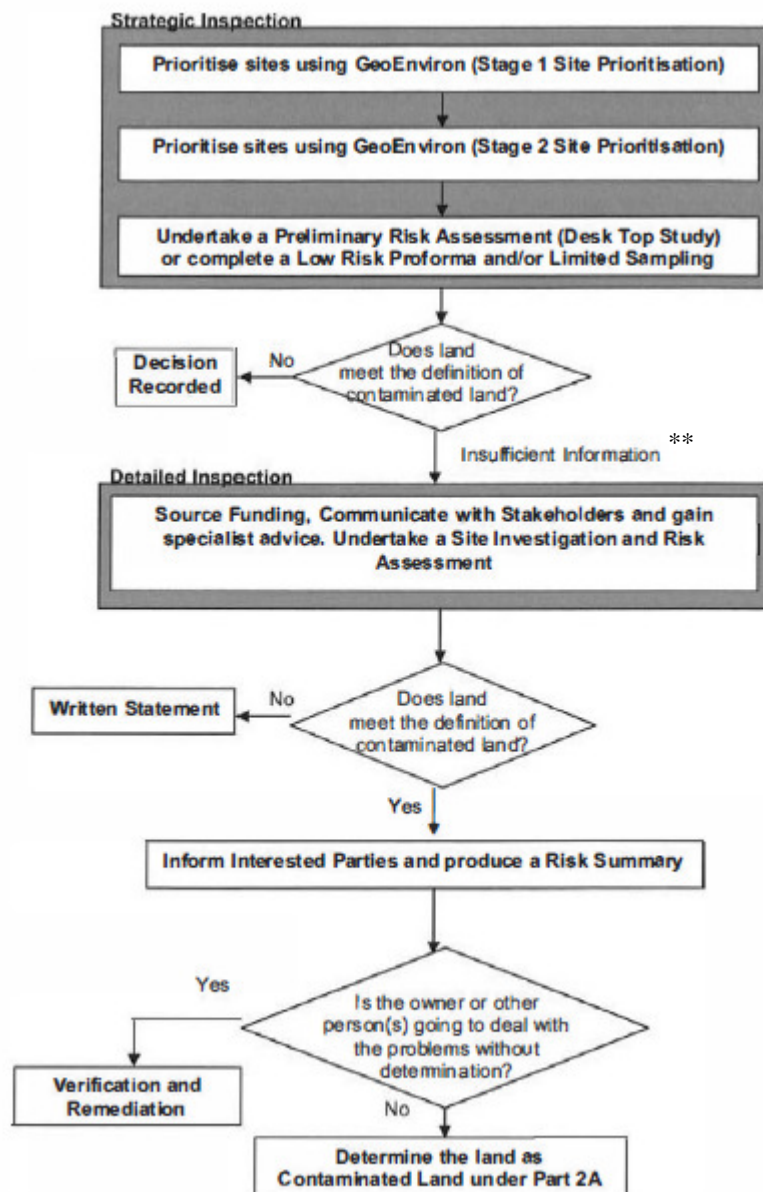 Strategic Inspection
Prioritise sites using GeoEnviron (Stage 1 Site Prioritisation)
Prioritise sites using GeoEnviron (Stage 2 Site Prioritisation)
Undertake a Preliminary Risk Assessment (Desk Top Study)
or complete a Low Risk Proforma and/or Limited Sampling
Does land
meet the definition of
contaminated land?
No
Decision
Recorded
Insufficient Information **
Detailed Inspection
Source Funding, Communicate with Stakeholders and gain
specialist advice. Undertake a Site Investigation and Risk
Assessment
Does land
meet the definition of
contaminated land?
No
Written Statement
Yes
Inform Interested Parties and produce a Risk Summary
Is the owner or other
person(s) going to deal with
the problems without
determination?
Yes
Verification and
Remediation
No
Determine the land as
Contaminated Land under Part 2A